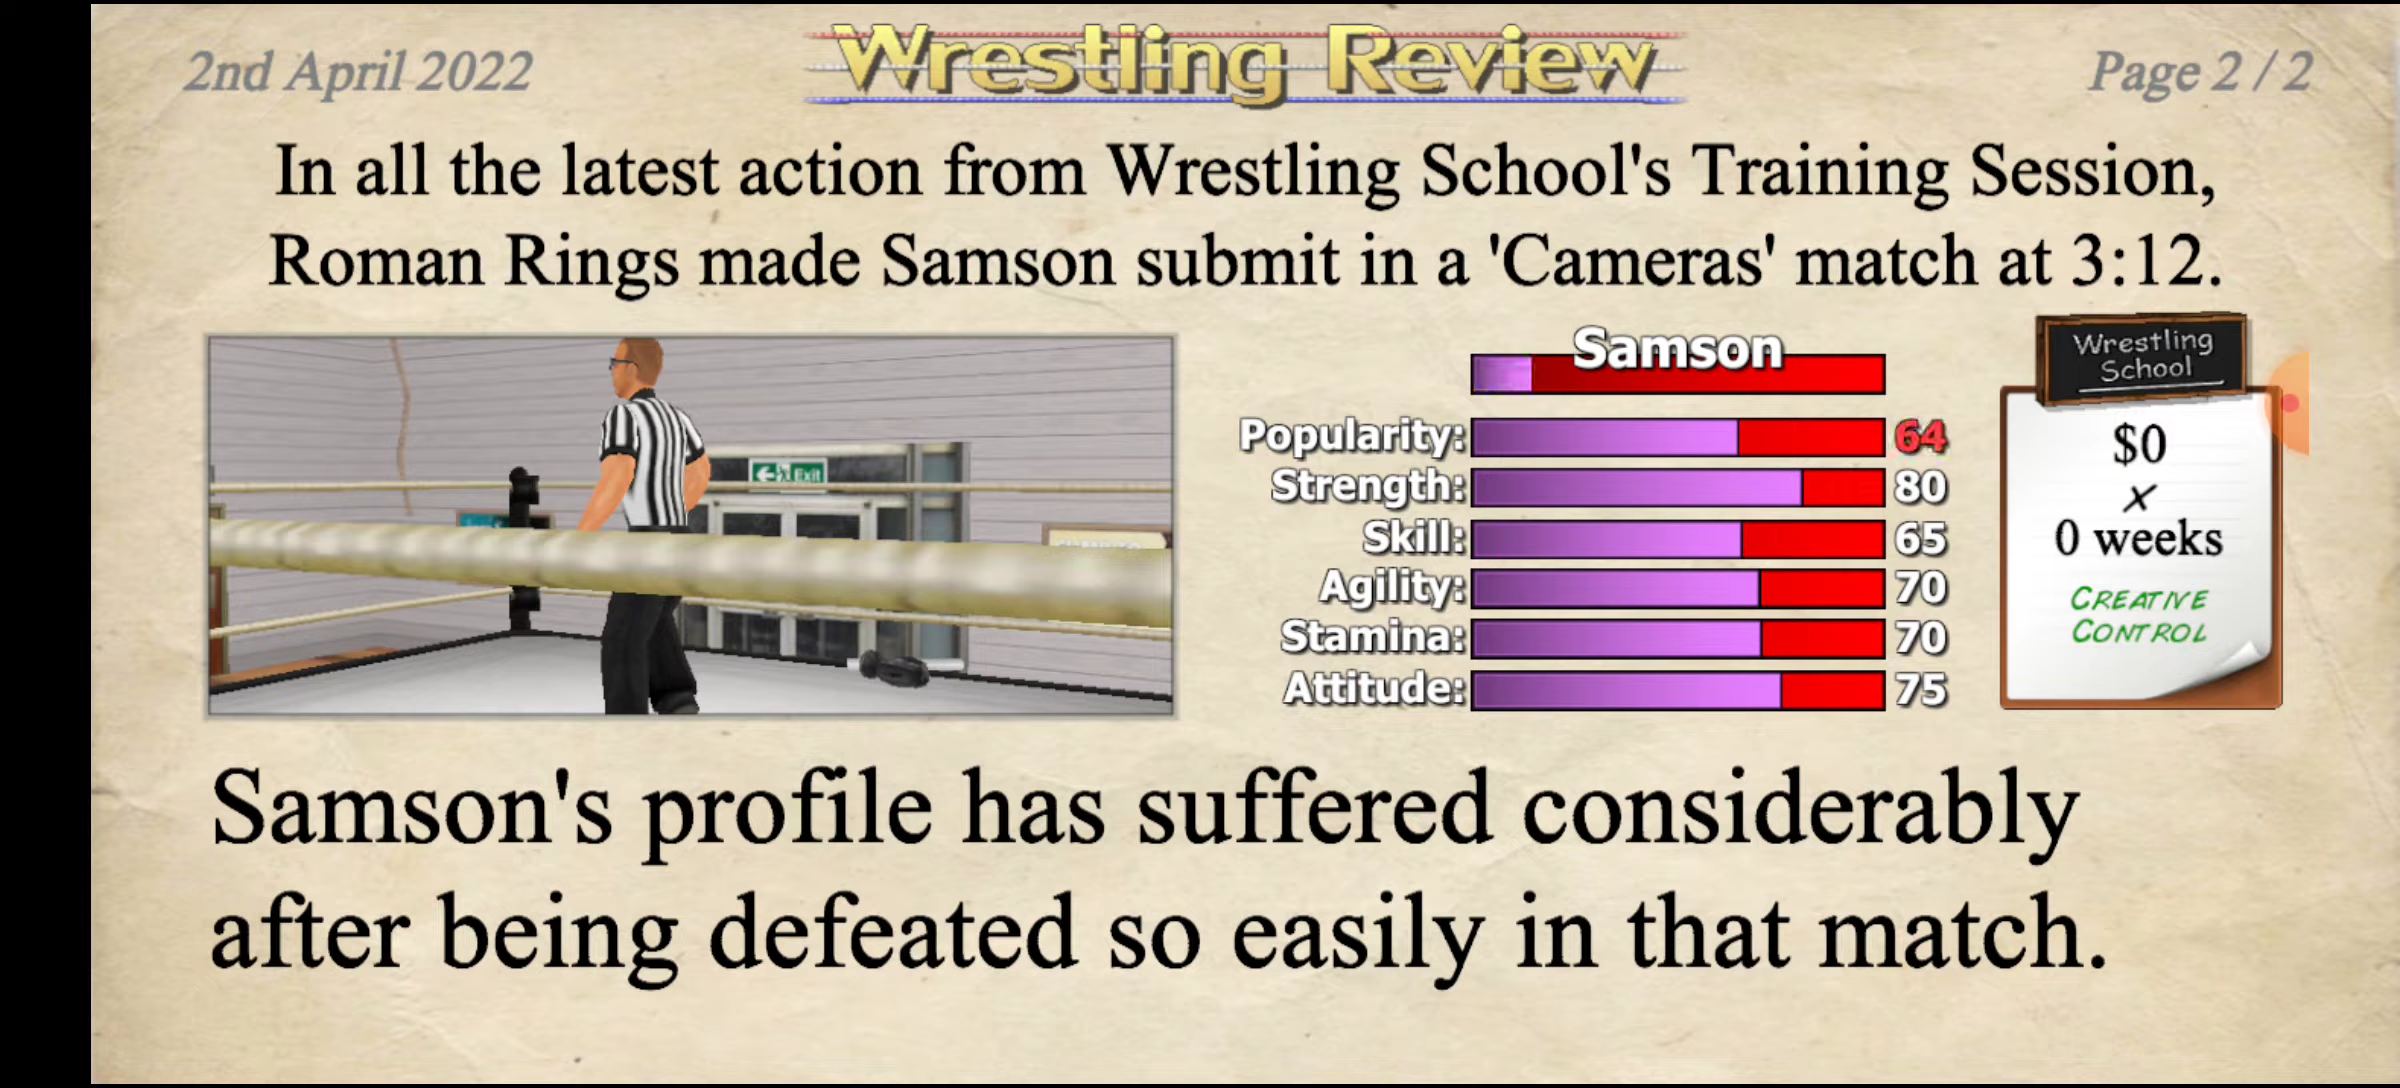 2nd April 2022
Wrestling Review
Page 2 / 2
In all the latest action from Wrestling School's Training Session,
Roman Rings made Samson submit in a 'Cameras' match at 3:12.
Exit
Samson
Popularity: 64
Strength: 80
Skill: 65
Agility: 70
Stamina: 70
Attitude: 75
Wrestling
School
$0
x
0 weeks
CREATIVE
CONTROL
Samson's profile has suffered considerably
after being defeated so easily in that match.